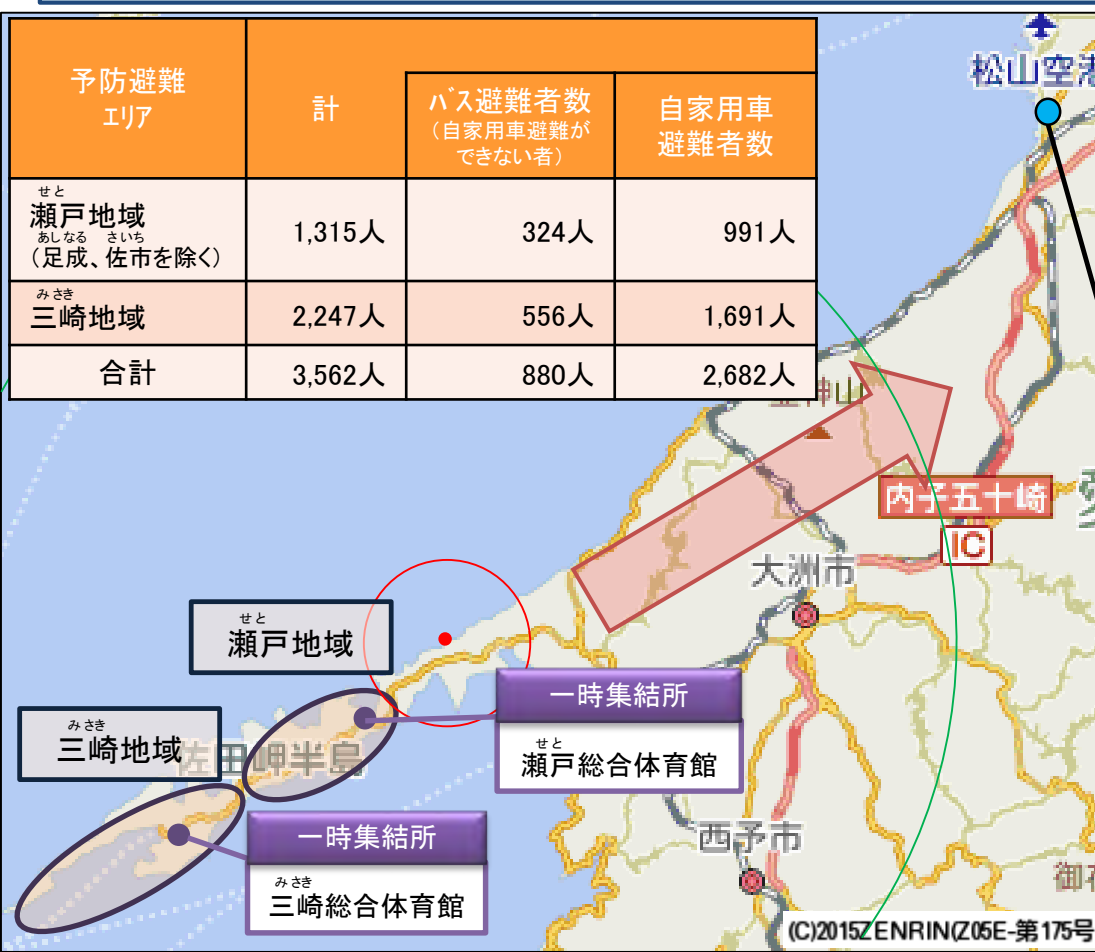 予防避難
エリア
計
バス避難者数
（自家用車避難が
できない者）
自家用車
避難者数
せと
瀬戸地域
あしなる さいち
（足成、佐市を除く）
1,315人
324人
991人
みさき
三崎地域
2,247人
556人
1,691人
合計
3,562人
880人
2,682人
松山空港
内子五十崎
IC
大洲市
せと
瀬戸地域
一時集結所
せと
瀬戸総合体育館
みさき
三崎地域
佐田岬半島
一時集結所
みさき
三崎総合体育館
西予市
(C)2015ZENRIN(Z05E-第175号